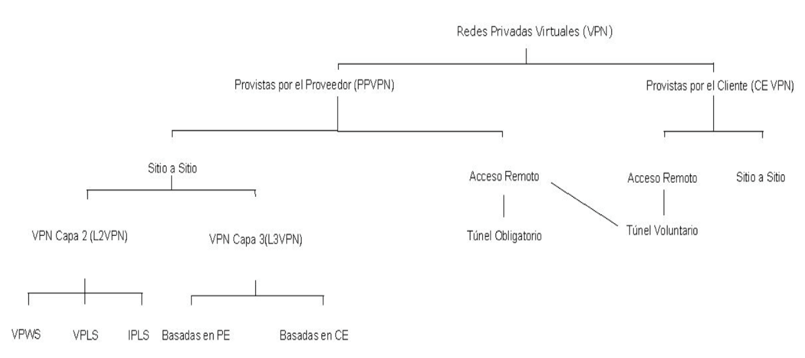 Redes Privadas Virtuales (VPN)
Provistas por el Proveedor (PPVPN)
Provistas por el Cliente (CE VPN)
Sitio a Sitio
Acceso Remoto
Acceso Remoto
Sitio a Sitio
VPN Capa 2 (L2VPN)
VPN Capa 3(L3VPN)
Túnel Obligatorio
Túnel Voluntario
VPWS
VPLS
IPLS
Basadas en PE
Basadas en CE